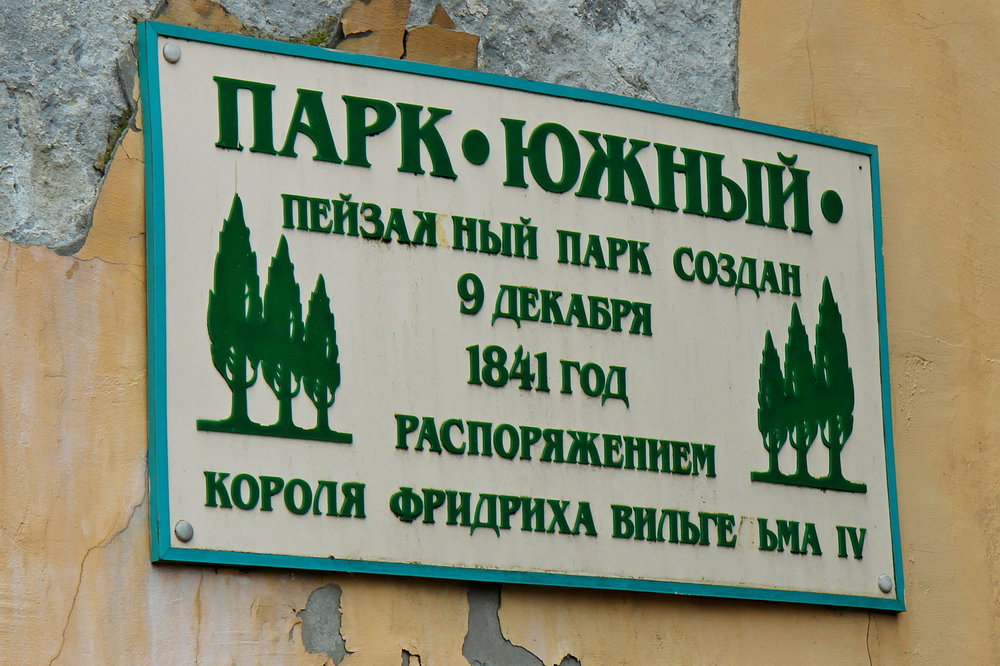 ПАРК•ЮЖНЫЙ•
ПЕЙЗАЖНЫЙ ПАРК СОЗДАН
9 ДЕКАБРЯ
1841 ГОД
РАСПОРЯЖЕНИЕМ
КОРОЛЯ ФРИДРИХА ВИЛЬГЕЛЬМА IV